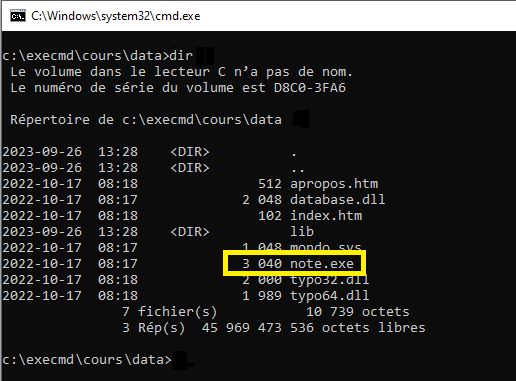 C:\Windows\system32\cmd.exe
c:\execmd\cours\data>dir
Le volume dans le lecteur C n’a pas de nom.
Le numéro de série du volume est D8C0-3FA6
Répertoire de c:\execmd\cours\data
2023-09-26 13:28 <DIR> .
2023-09-26 13:28 <DIR> ..
2022-10-17 08:18 512 apropos.htm
2022-10-17 08:18 2 048 database.dll
2022-10-17 08:18 102 index.htm
2023-09-26 13:28 <DIR> lib
2022-10-17 08:17 1 048 mondo.sys
2022-10-17 08:17 3 040 note.exe
2022-10-17 08:18 2 000 typo32.dll
2022-10-17 08:17 1 989 typo64.dll
7 fichier(s) 10 739 octets
3 Rép(s) 45 969 473 536 octets libres
c:\execmd\cours\data>_